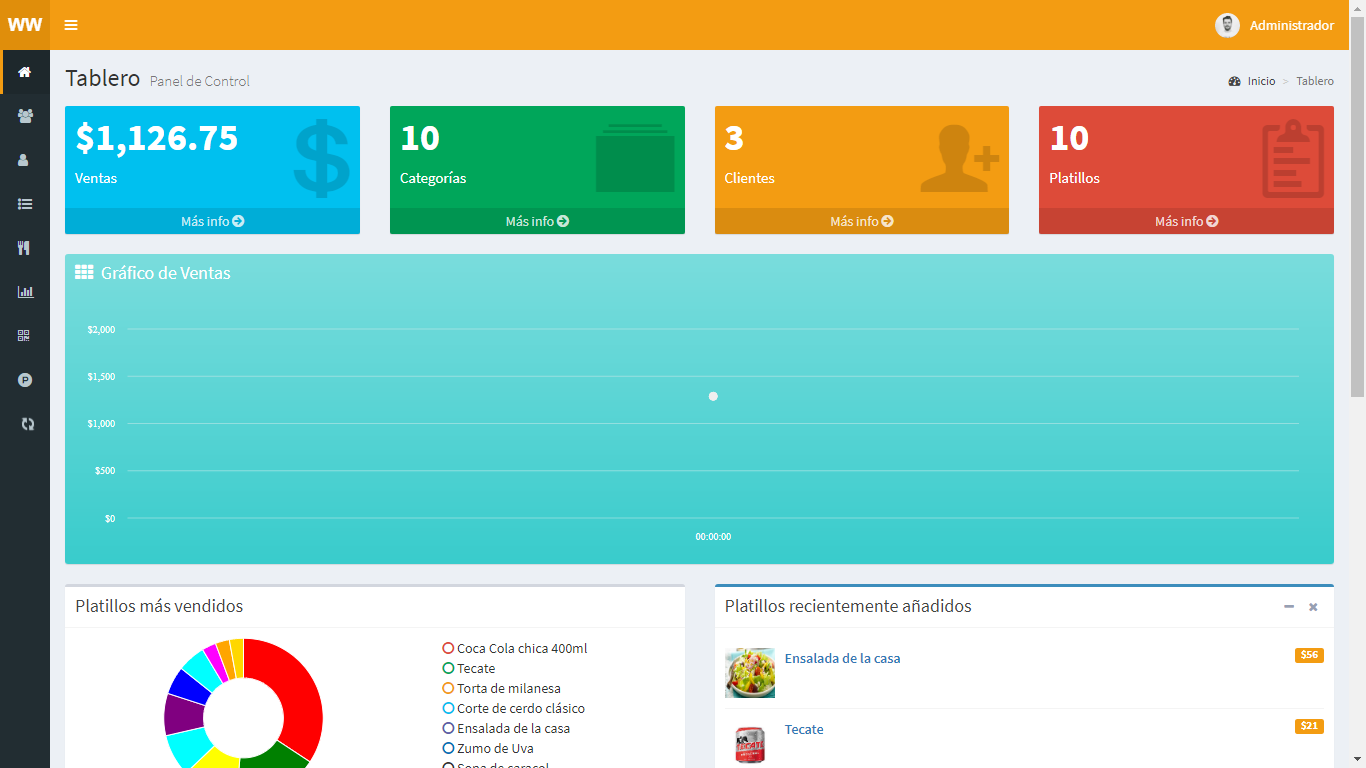 WW
Administrador
Tablero Panel de Control
Inicio > Tablero
$1,126.75
Ventas
Más info
10
Categorías
Más info
3
Clientes
Más info
10
Platillos
Más info
Gráfico de Ventas
$2,000
$1,500
$1,000
$500
$0
00:00:00
Platillos más vendidos
Coca Cola chica 400ml
Tecate
Torta de milanesa
Corte de cerdo clásico
Ensalada de la casa
Zumo de Uva
Sopa de caracol
Platillos recientemente añadidos
Ensalada de la casa
$56
Tecate
$21